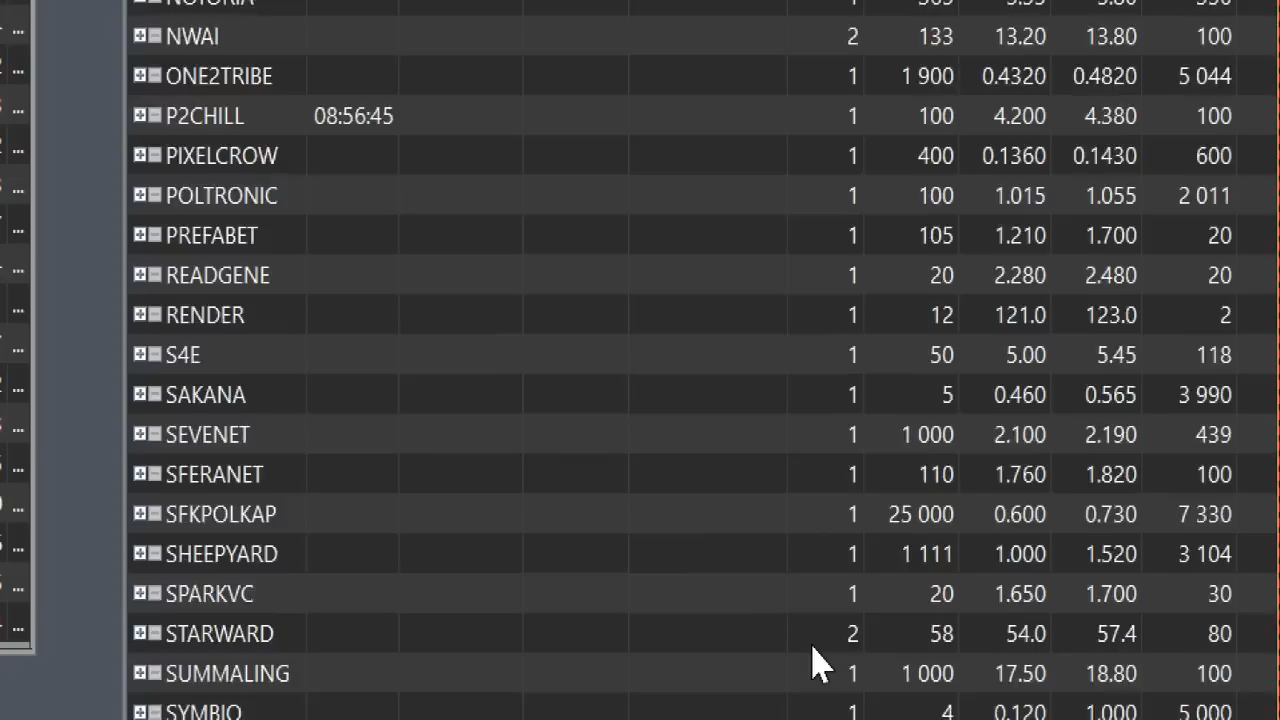 NWAI 2 133 13.20 13.80 100
ONE2TRIBE 1 1 900 0.4320 0.4820 5 044
P2CHILL 08:56:45 1 100 4.200 4.380 100
PIXELCROW 1 400 0.1360 0.1430 600
POLTRONIC 1 100 1.015 1.055 2 011
PREFABET 1 105 1.210 1.700 20
READGENE 1 20 2.280 2.480 20
RENDER 1 12 121.0 123.0 2
S4E 1 50 5.00 5.45 118
SAKANA 1 5 0.460 0.565 3 990
SEVENET 1 1 000 2.100 2.190 439
SFERANET 1 110 1.760 1.820 100
SFKPOLKAP 1 25 000 0.600 0.730 7 330
SHEEPYARD 1 1 111 1.000 1.520 3 104
SPARKVC 1 20 1.650 1.700 30
STARWARD 2 58 54.0 57.4 80
SUMMALING 1 1 000 17.50 18.80 100
SYMBIO 1 4 0.120 1.000 5 000